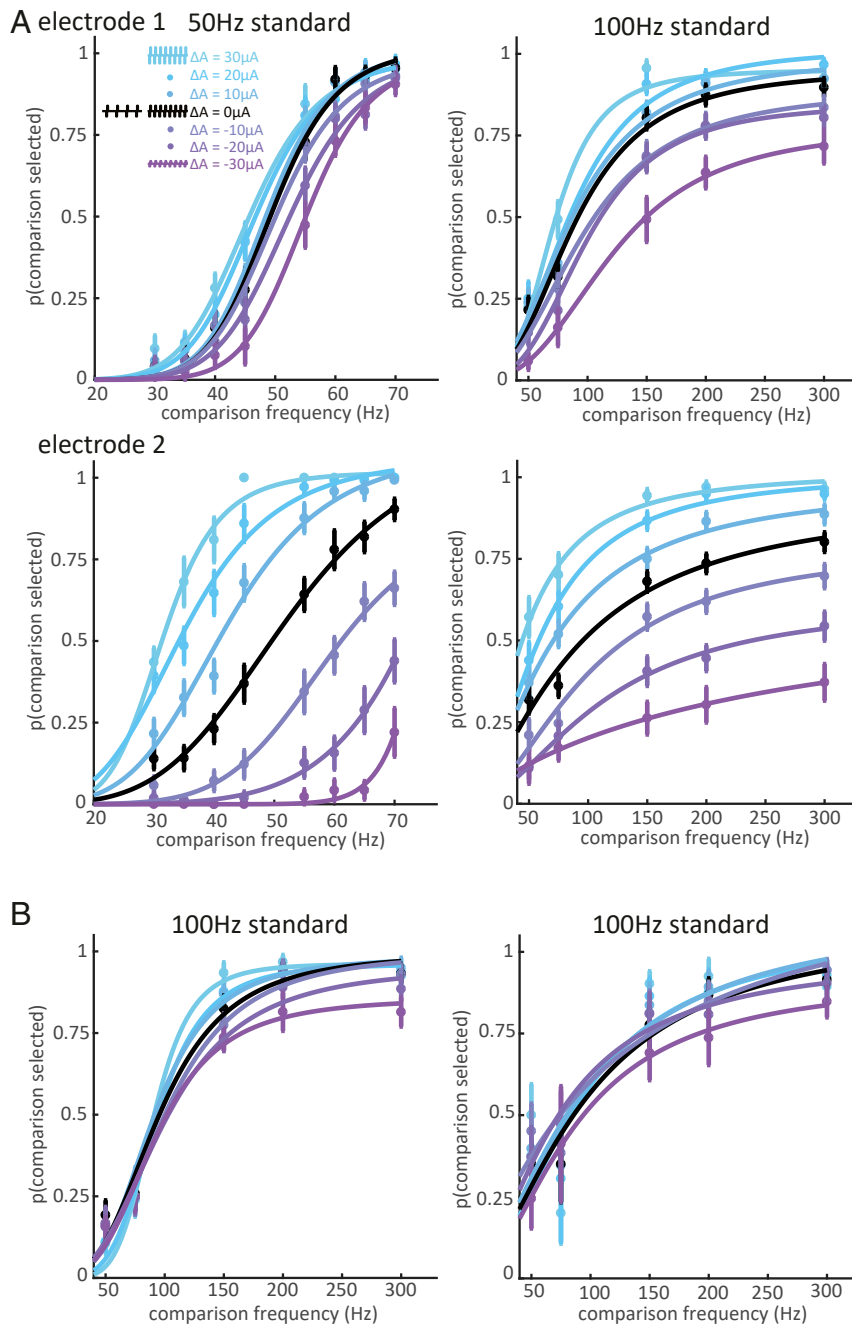 A electrode 1
50Hz standard
100Hz standard
ΔA = 30µA
ΔA = 20µA
ΔA = 10µA
ΔA = 0µA
ΔA = -10µA
ΔA = -20µA
ΔA = -30µA
p(comparison selected)
1
0.75
0.5
0.25
0
20 30 40 50 60 70
comparison frequency (Hz)
p(comparison selected)
1
0.75
0.5
0.25
0
50 100 150 200 250 300
comparison frequency (Hz)
electrode 2
p(comparison selected)
1
0.75
0.5
0.25
0
20 30 40 50 60 70
comparison frequency (Hz)
p(comparison selected)
1
0.75
0.5
0.25
0
50 100 150 200 250 300
comparison frequency (Hz)
B
100Hz standard
100Hz standard
p(comparison selected)
1
0.75
0.5
0.25
0
50 100 150 200 250 300
comparison frequency (Hz)
p(comparison selected)
1
0.75
0.5
0.25
0
50 100 150 200 250 300
comparison frequency (Hz)